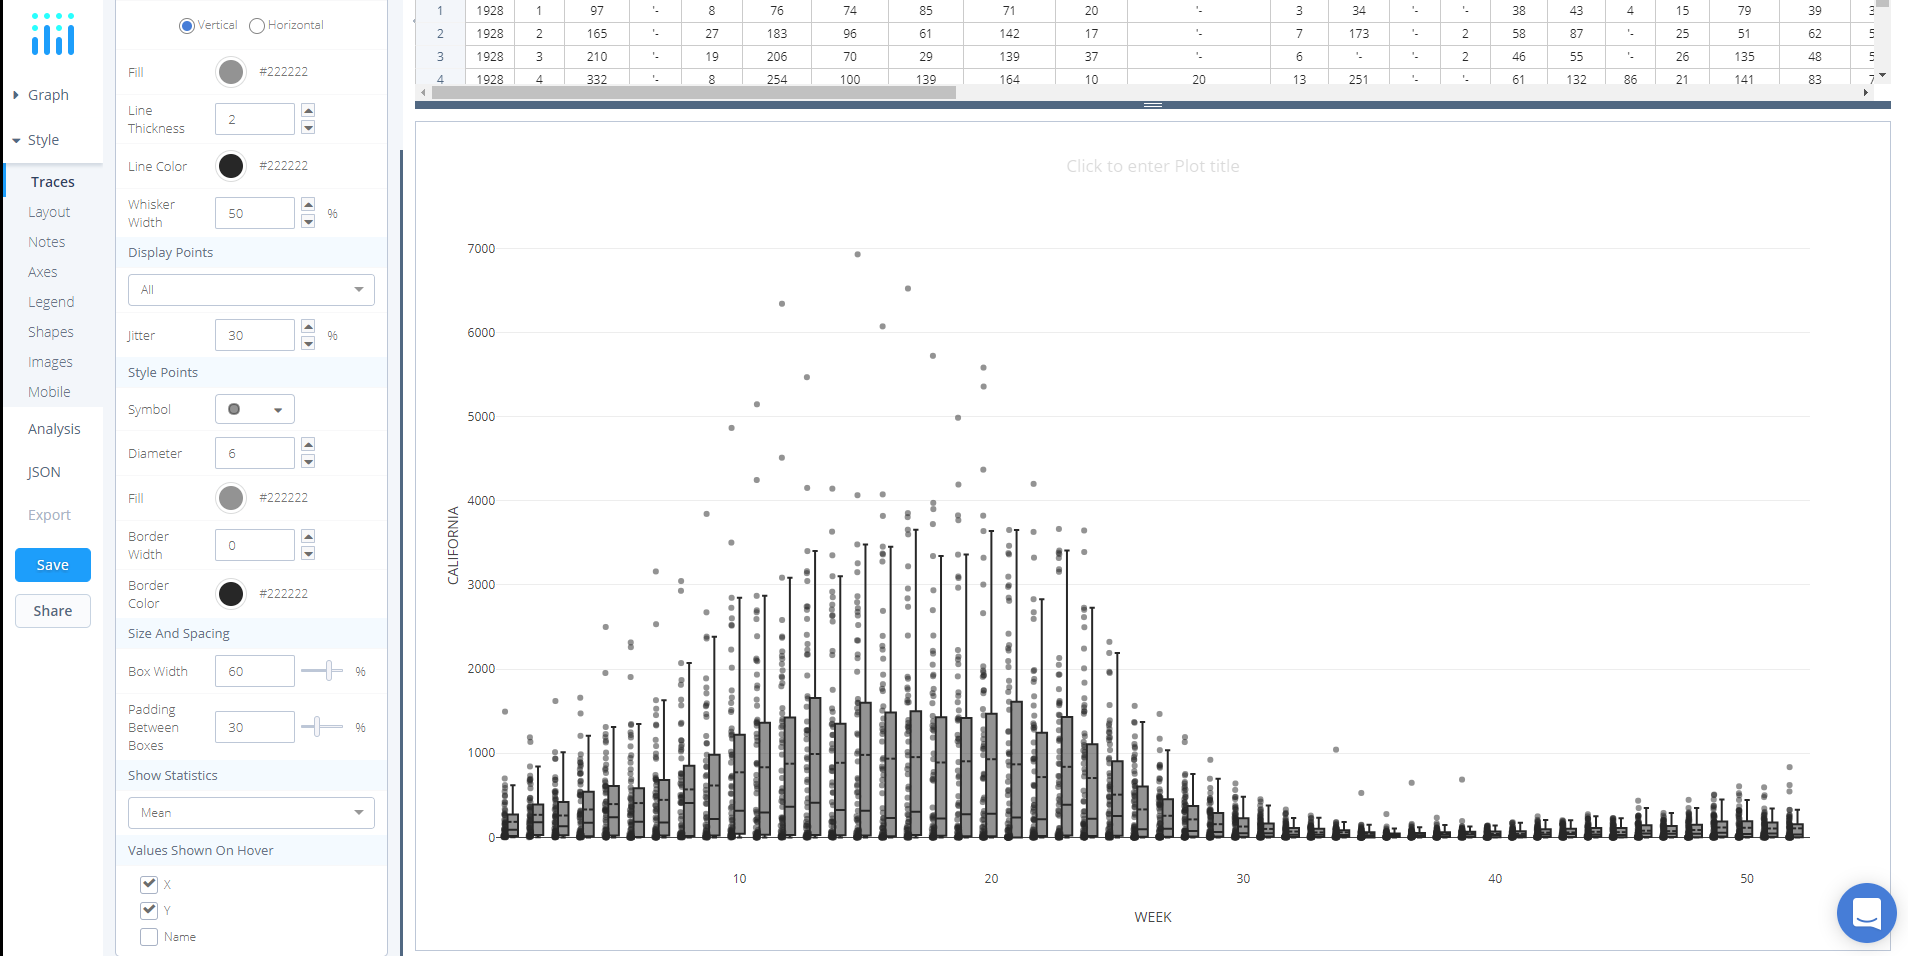 Graph
Style
Traces
Layout
Notes
Axes
Legend
Shapes
Images
Mobile
Analysis
JSON
Export
Save
Share
Vertical Horizontal
Fill #222222
Line Thickness 2
Line Color #222222
Whisker Width 50 %
Display Points
All
Jitter 30 %
Style Points
Symbol
Diameter 6
Fill #222222
Border Width 0
Border Color #222222
Size And Spacing
Box Width 60 %
Padding Between Boxes 30 %
Show Statistics
Mean
Values Shown On Hover
X
Y
Name
1 1928 1 97 '- 8 76 74 85 71 20 '- 3 34 '- '- 38 43 4 15 79 39 3
2 1928 2 165 '- 27 183 96 61 142 17 '- 7 173 '- 2 58 87 '- 25 51 62 5
3 1928 3 210 '- 19 206 70 29 139 37 '- 6 '- '- 2 46 55 '- 26 135 48 5
4 1928 4 332 '- 8 254 100 139 164 10 20 13 251 '- '- 61 132 86 21 141 83 7
Click to enter Plot title
7000
6000
5000
4000
3000
2000
1000
0
CALIFORNIA
10 20 30 40 50
WEEK